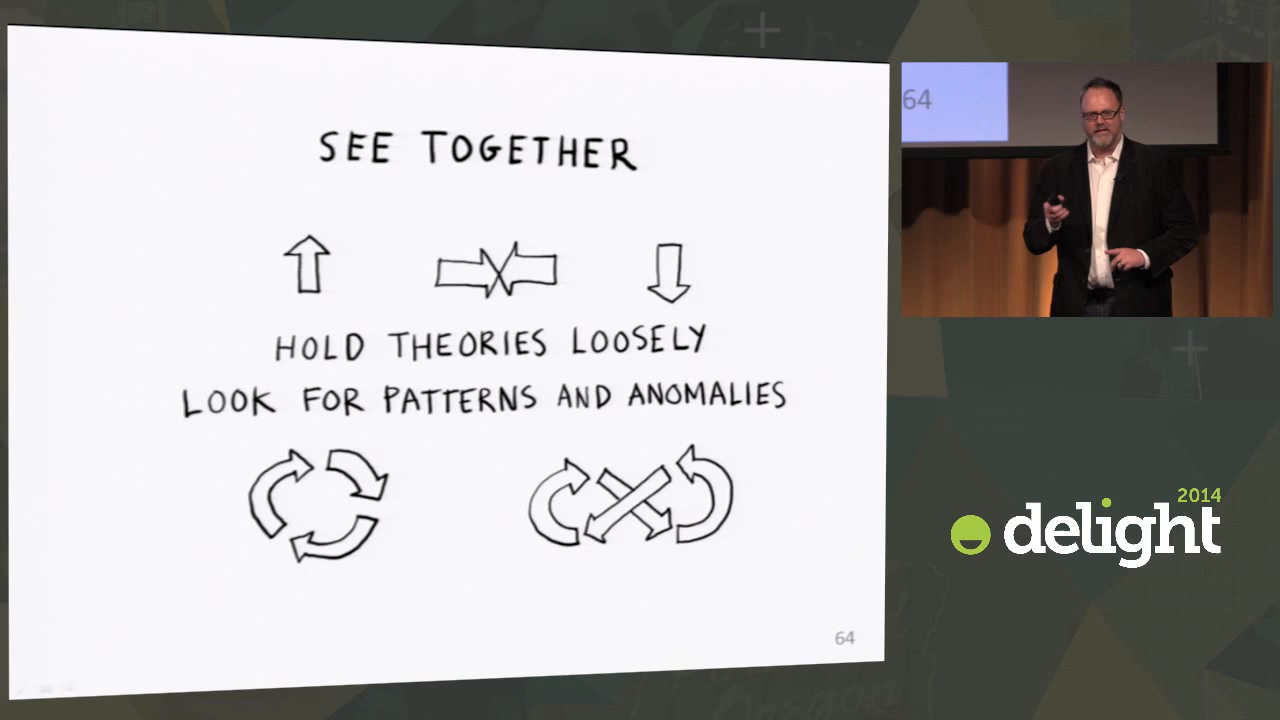 SEE TOGETHER
HOLD THEORIES LOOSELY
LOOK FOR PATTERNS AND ANOMALIES
64
64
2014
delight